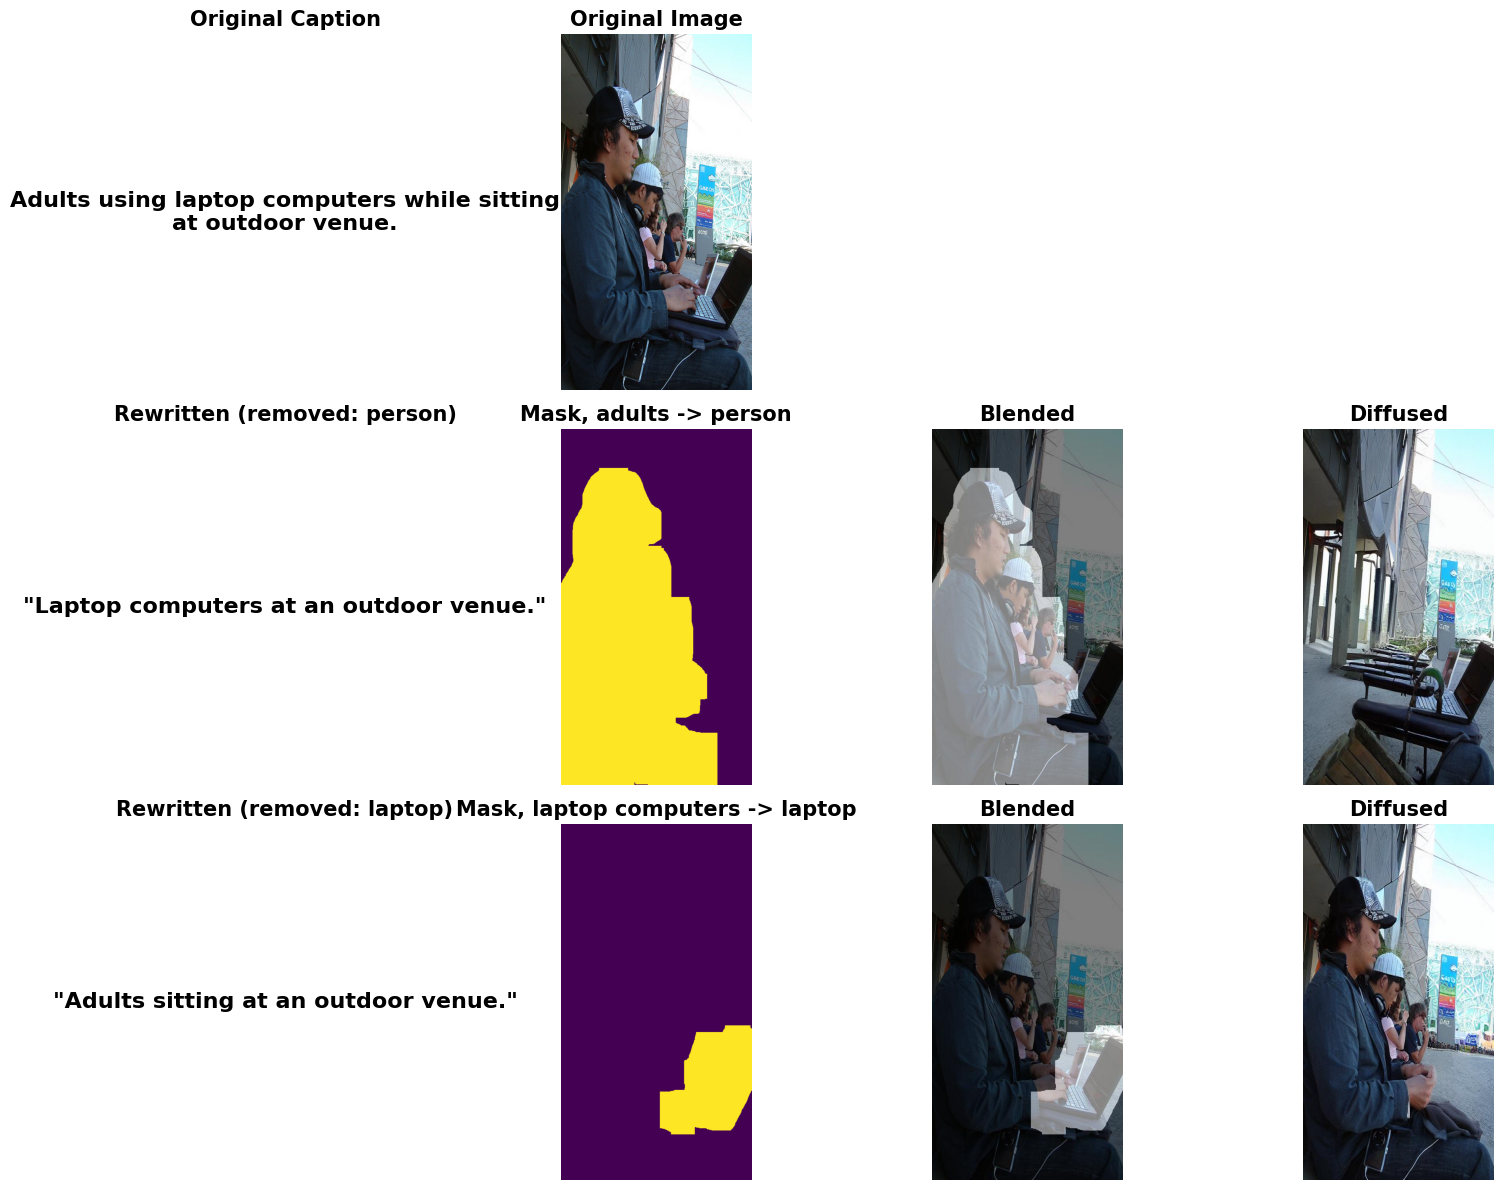 Original Caption
Original Image
Adults using laptop computers while sitting
at outdoor venue.
Rewritten (removed: person)
Mask, adults -> person
Blended
Diffused
"Laptop computers at an outdoor venue."
Rewritten (removed: laptop)
Mask, laptop computers -> laptop
Blended
Diffused
"Adults sitting at an outdoor venue."